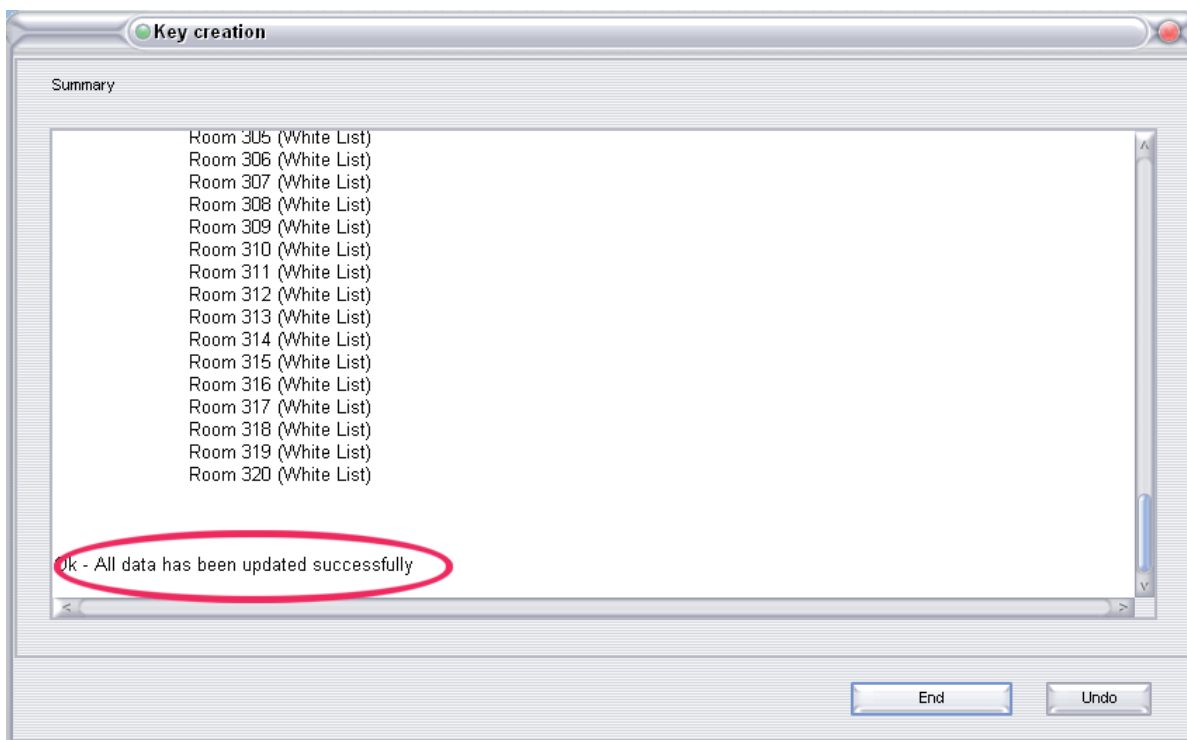 Key creation
Summary
Room 305 (White List)
Room 306 (White List)
Room 307 (White List)
Room 308 (White List)
Room 309 (White List)
Room 310 (White List)
Room 311 (White List)
Room 312 (White List)
Room 313 (White List)
Room 314 (White List)
Room 315 (White List)
Room 316 (White List)
Room 317 (White List)
Room 318 (White List)
Room 319 (White List)
Room 320 (White List)
Ok - All data has been updated successfully
End
Undo